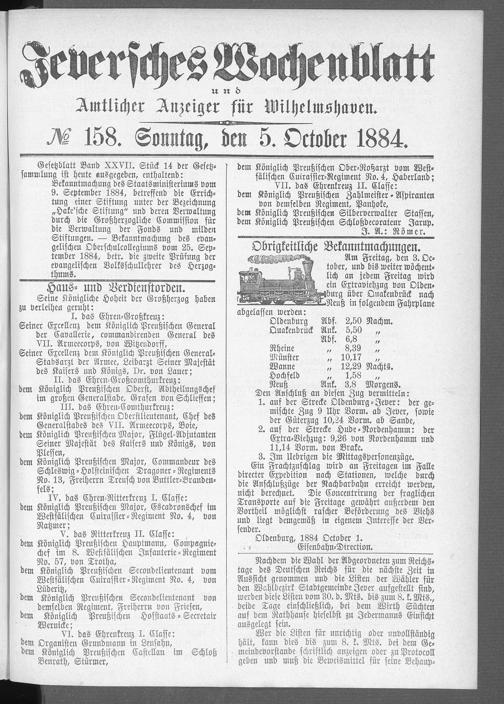 Jeversches Wochenblatt
und
Amtlicher Anzeiger für Wilhelmshaven.
№ 158. Sonntag, den 5. October 1884.
Gesetzblatt Band XXVII. Stück 14 der Gesetz-
sammlung ist heute ausgegeben, enthaltend:
Bekanntmachung des Staatsministeriums vom
9. September 1884, betreffend die Errich-
tung einer Stiftung unter der Bezeichnung
„Hake'sche Stiftung“ und deren Verwaltung
durch die Großherzogliche Commission für
die Verwaltung der Fonds und milden
Stiftungen. — Bekanntmachung des evan-
gelischen Oberschulcollegiums vom 25. Sep-
tember 1884, betr. die zweite Prüfung der
evangelischen Volksschullehrer des Herzog-
thums.
Haus- und Verdienstorden.
Seine Königliche Hoheit der Großherzog haben
zu verleihen geruht:
I. das Ehren-Großkreuz:
Seiner Excellenz dem Königlich Preußischen General
der Cavallerie, commandirenden General des
VII. Armeecorps, von Witzendorff,
Seiner Excellenz dem Königlich Preußischen General-
Stabsarzt der Armee, Leibarzt Seiner Majestät
des Kaisers und Königs, Dr. von Lauer;
II. das Ehren-Großcomthurkreuz:
dem Königlich Preußischen Oberst, Abtheilungschef
im großen Generalstabe, Grafen von Schlieffen;
III. das Ehren-Comthurkreuz:
dem Königlich Preußischen Oberstlieutenant, Chef des
Generalstabes des VII. Armeecorps, Boie,
dem Königlich Preußischen Major, Flügel-Adjutanten
Seiner Majestät des Kaisers und Königs, von
Plessen,
dem Königlich Preußischen Major, Commandeur des
Schleswig-Holsteinischen Dragoner-Regiments
No. 13, Freiherrn Treusch von Buttlar-Branden-
fels;
IV. das Ehren-Ritterkreuz I. Classe:
dem Königlich Preußischen Major, Escadronschef im
Westfälischen Cuirassier-Regiment No. 4, von
Natzmer;
V. das Ritterkreuz II. Classe:
dem Königlich Preußischen Hauptmann, Compagnie-
chef im 8. Westfälischen Infanterie-Regiment
No. 57, von Trotha,
dem Königlich Preußischen Secondelieutenant vom
Westfälischen Cuirassier-Regiment No. 4,
Lüderitz,
dem Königlich Preußischen Secondelieutenant von
demselben Regiment, Freiherrn von Friesen,
dem Königlich Preußischen Hofstaats-Secretair
Wernicke;
VI. das Ehrenkreuz I. Classe:
dem Organisten Grundmann in Lensahn,
dem Königlich Preußischen Castellan im Schloß
Benrath, Stürmer,
dem Königlich Preußischen Ober-Roßarzt vom West-
fälischen Cuirassier-Regiment No. 4, Haberland;
VII. das Ehrenkreuz II. Classe:
dem Königlich Preußischen Zahlmeister-Aspiranten
von demselben Regiment, Panhoke,
dem Königlich Preußischen Silberverwalter Staffen,
dem Königlich Preußischen Schloßdecorateur Jarup.
J. A.: Römer.
Obrigkeitliche Bekanntmachungen.
Am Freitag, den 3. Oc-
tober, und bis weiter wöchent-
lich an jedem Freitag wird
ein Extraviehzug von Olden-
burg über Quakenbrück nach
Neuß in folgendem Fahrplane
abgelassen werden:
Oldenburg Abf. 2,50 Nachm.
Quakenbrück Ank. 5,50 „
Abf. 6,8 „
Rheine „ 8,39 „
Münster „ 10,17 „
Wanne „ 12,29 Nachts.
Hochfeld „ 1,58 „
Neuß Ank. 3,8 Morgens.
Den Anschluß an diesen Zug vermitteln:
1. auf der Strecke Oldenburg-Jever: der ge-
mischte Zug 9 Uhr Vorm. ab Jever, sowie
der Güterzug 10,24 Vorm. ab Sande,
2. auf der Strecke Hude-Nordenhamm: der
Extra-Viehzug: 9,26 von Nordenhamm und
11,14 Vorm. von Brake.
3. Im Uebrigen die Mittagspersonenzüge.
Ein Frachtzuschlag wird an Freitagen im Falle
directer Expedition nach Stationen, welche durch
die Anschlußzüge der Nachbarbahn erreicht werden,
nicht berechnet. Die Concentrirung der fraglichen
Transporte auf die Freitage gewährt außerdem den
Vortheil möglichst rascher Beförderung des Viehs
und liegt demgemäß in eigenem Interesse der Ver-
sender.
Oldenburg, 1884 October 1.
Eisenbahn-Direction.
Nachdem die Wahl der Abgeordneten zum Reichs-
tage des Deutschen Reichs für die nächste Zeit in
Aussicht genommen und die Listen der Wähler für
den Wahlbezirk Stadtgemeinde Jever aufgestellt sind,
werden diese Listen vom 30. d. Mts. bis zum 8. k. Mts.,
beide Tage einschließlich, bei dem Wirth Süchten
auf dem Rathhause hieselbst zu Jedermanns Einsicht
ausgelegt sein.
Wer die Listen für unrichtig oder unvollständig
hält, kann dies bis zum 8. k. Mts. bei dem Ge-
meindevorstande schriftlich anzeigen oder zu Protocoll
geben und muß die Beweismittel für seine Behaup-